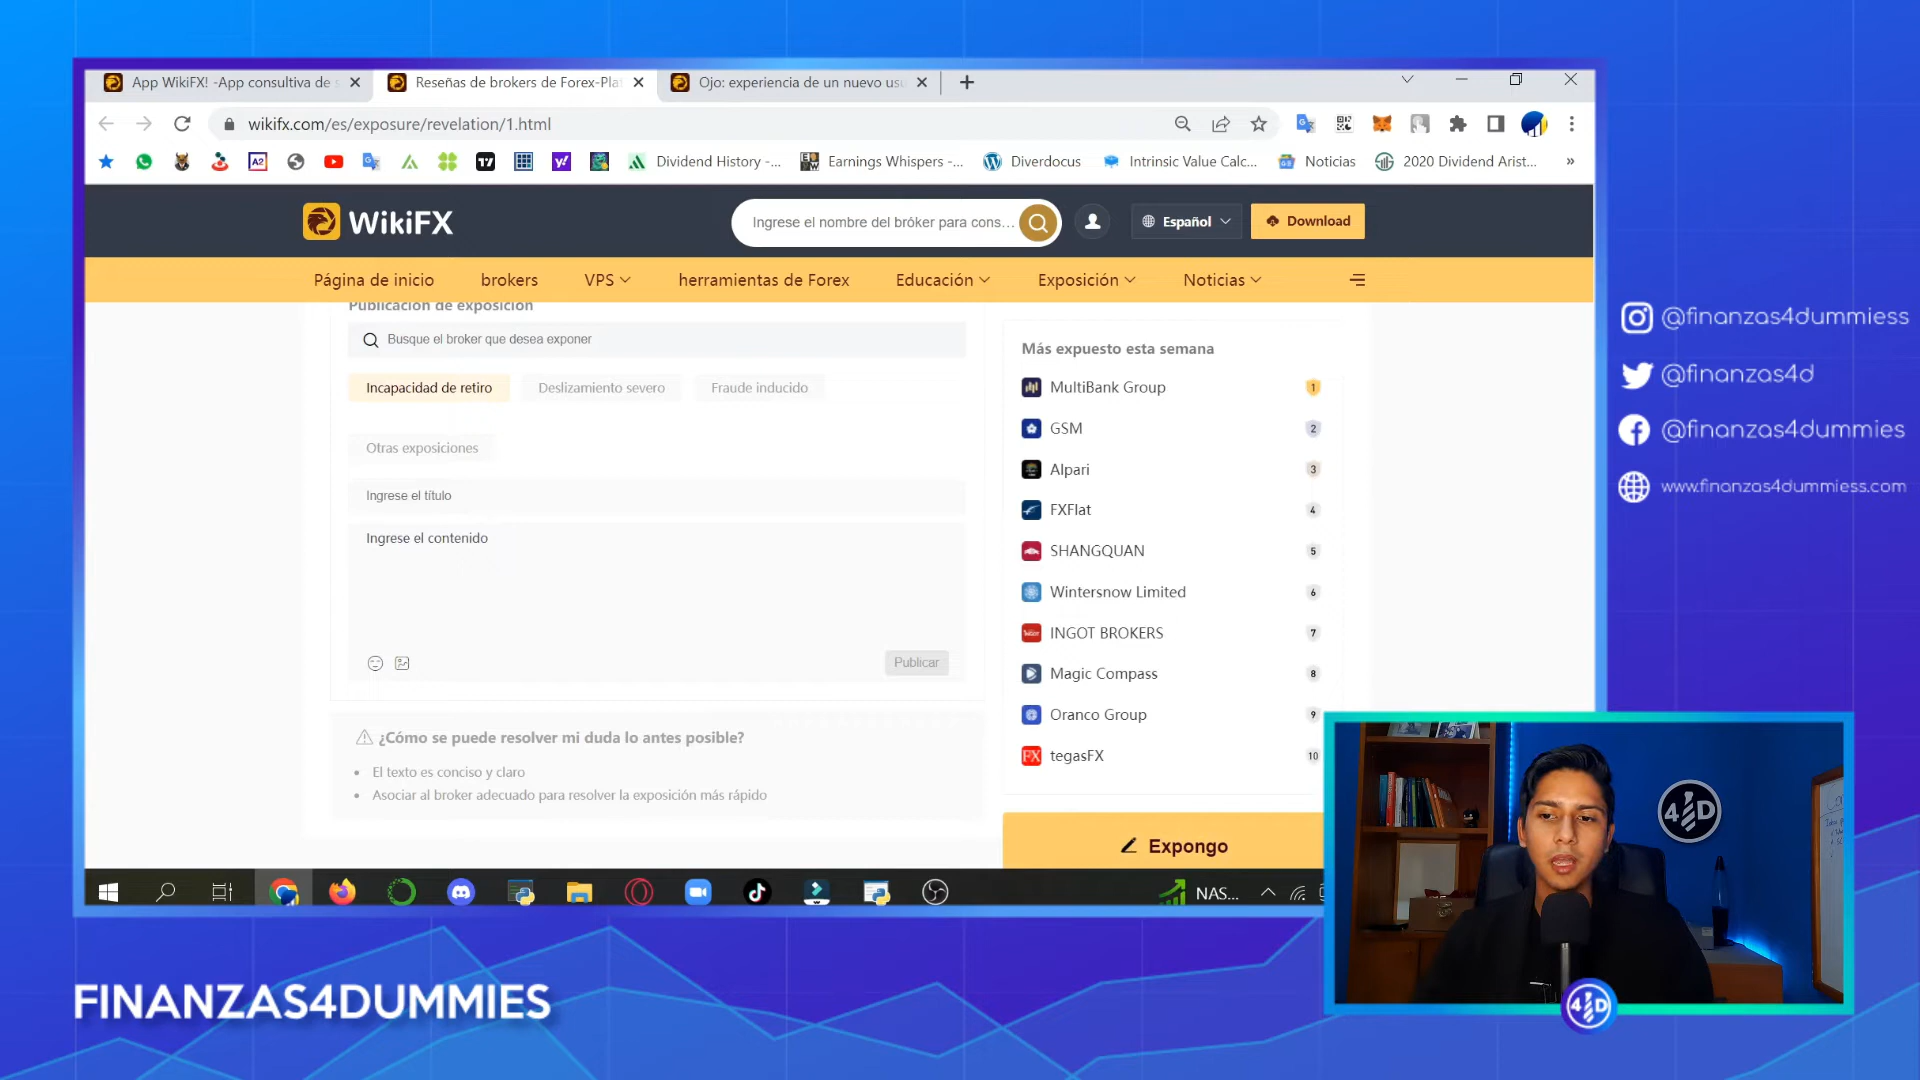 App WikiFX! -App consultiva de s
Reseñas de brokers de Forex-Plat
Ojo: experiencia de un nuevo usu
wikifx.com/es/exposure/revelation/1.html
Dividend History -...
Earnings Whispers -...
Diverdocus
Intrinsic Value Calc...
Noticias
2020 Dividend Arist...
»
WikiFX
Ingrese el nombre del bróker para cons...
Español
Download
Página de inicio
brokers
VPS
herramientas de Forex
Educación
Exposición
Noticias
Publicación de exposición
Busque el broker que desea exponer
Incapacidad de retiro
Deslizamiento severo
Fraude inducido
Otras exposiciones
Ingrese el título
Ingrese el contenido
Publicar
¿Cómo se puede resolver mi duda lo antes posible?
El texto es conciso y claro
Asociar al broker adecuado para resolver la exposición más rápido
Más expuesto esta semana
MultiBank Group 1
GSM 2
Alpari 3
FXFlat 4
SHANGQUAN 5
Wintersnow Limited 6
INGOT BROKERS 7
Magic Compass 8
Oranco Group 9
tegasFX 10
Expongo
NAS...
@finanzas4dummiess
@finanzas4d
@finanzas4dummies
www.finanzas4dummiess.com
4D
4D
FINANZAS4DUMMIES